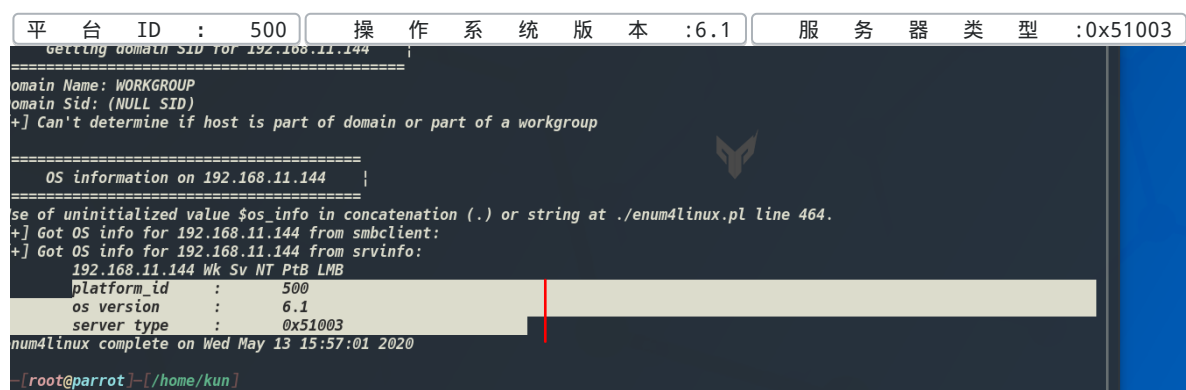 平台ID: 500 操作系统版本:6.1 服务器类型:0x51003
Getting domain SID for 192.168.11.144 ¦
=============================================
omain Name: WORKGROUP
omain Sid: (NULL SID)
+] Can't determine if host is part of domain or part of a workgroup
========================================
OS information on 192.168.11.144 ¦
========================================
se of uninitialized value $os_info in concatenation (.) or string at ./enum4linux.pl line 464.
+] Got OS info for 192.168.11.144 from smbclient:
+] Got OS info for 192.168.11.144 from srvinfo:
192.168.11.144 Wk Sv NT PtB LMB
platform_id : 500
os version : 6.1
server type : 0x51003
num4linux complete on Wed May 13 15:57:01 2020
─[root@parrot]─[/home/kun]